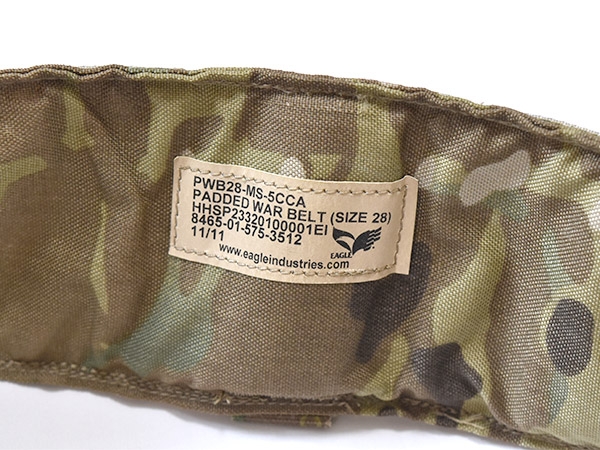 PWB28-MS-5CCA
PADDED WAR BELT (SIZE 28)
HHSP23320100001EI
8465-01-575-3512
11/11
EAGLE
www.eagleindustries.com